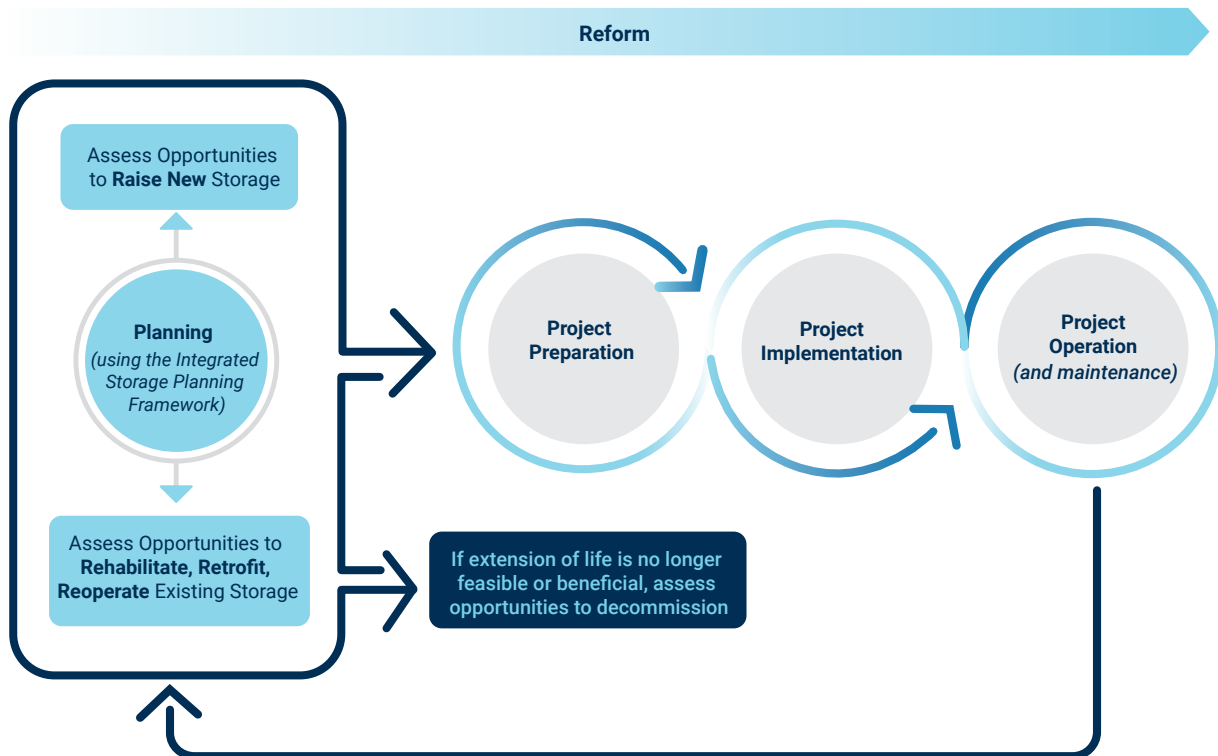 Reform
Assess Opportunities
to Raise New Storage
Planning
(using the Integrated
Storage Planning
Framework)
Assess Opportunities to
Rehabilitate, Retrofit,
Reoperate Existing Storage
Project
Preparation
Project
Implementation
Project
Operation
(and maintenance)
If extension of life is no longer
feasible or beneficial, assess
opportunities to decommission